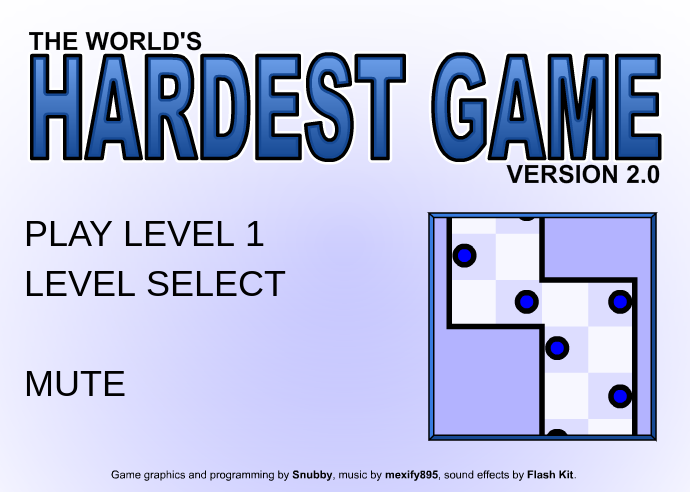 THE WORLD'S
HARDEST GAME
VERSION 2.0
PLAY LEVEL 1
LEVEL SELECT
MUTE
Game graphics and programming by Snubby, music by mexify895, sound effects by Flash Kit.